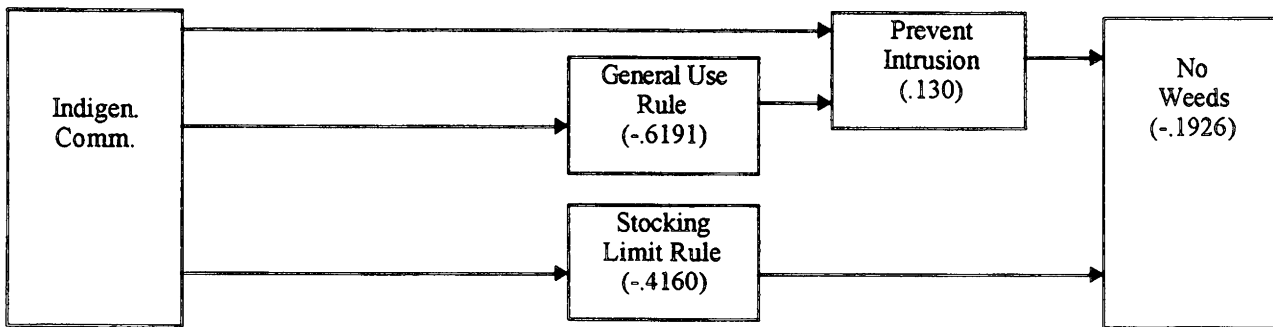 Indigen.
Comm.
General Use
Rule
(-.6191)
Stocking
Limit Rule
(-.4160)
Prevent
Intrusion
(.130)
No
Weeds
(-.1926)